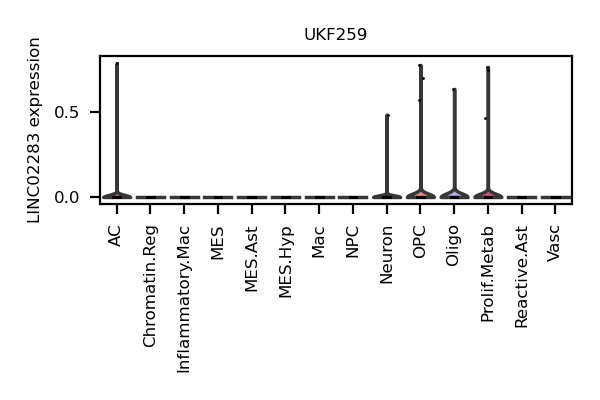 UKF259
LINC02283 expression
0.5
0.0
AC
Chromatin.Reg
Inflammatory.Mac
MES
MES.Ast
MES.Hyp
Mac
NPC
Neuron
OPC
Oligo
Prolif.Metab
Reactive.Ast
Vasc